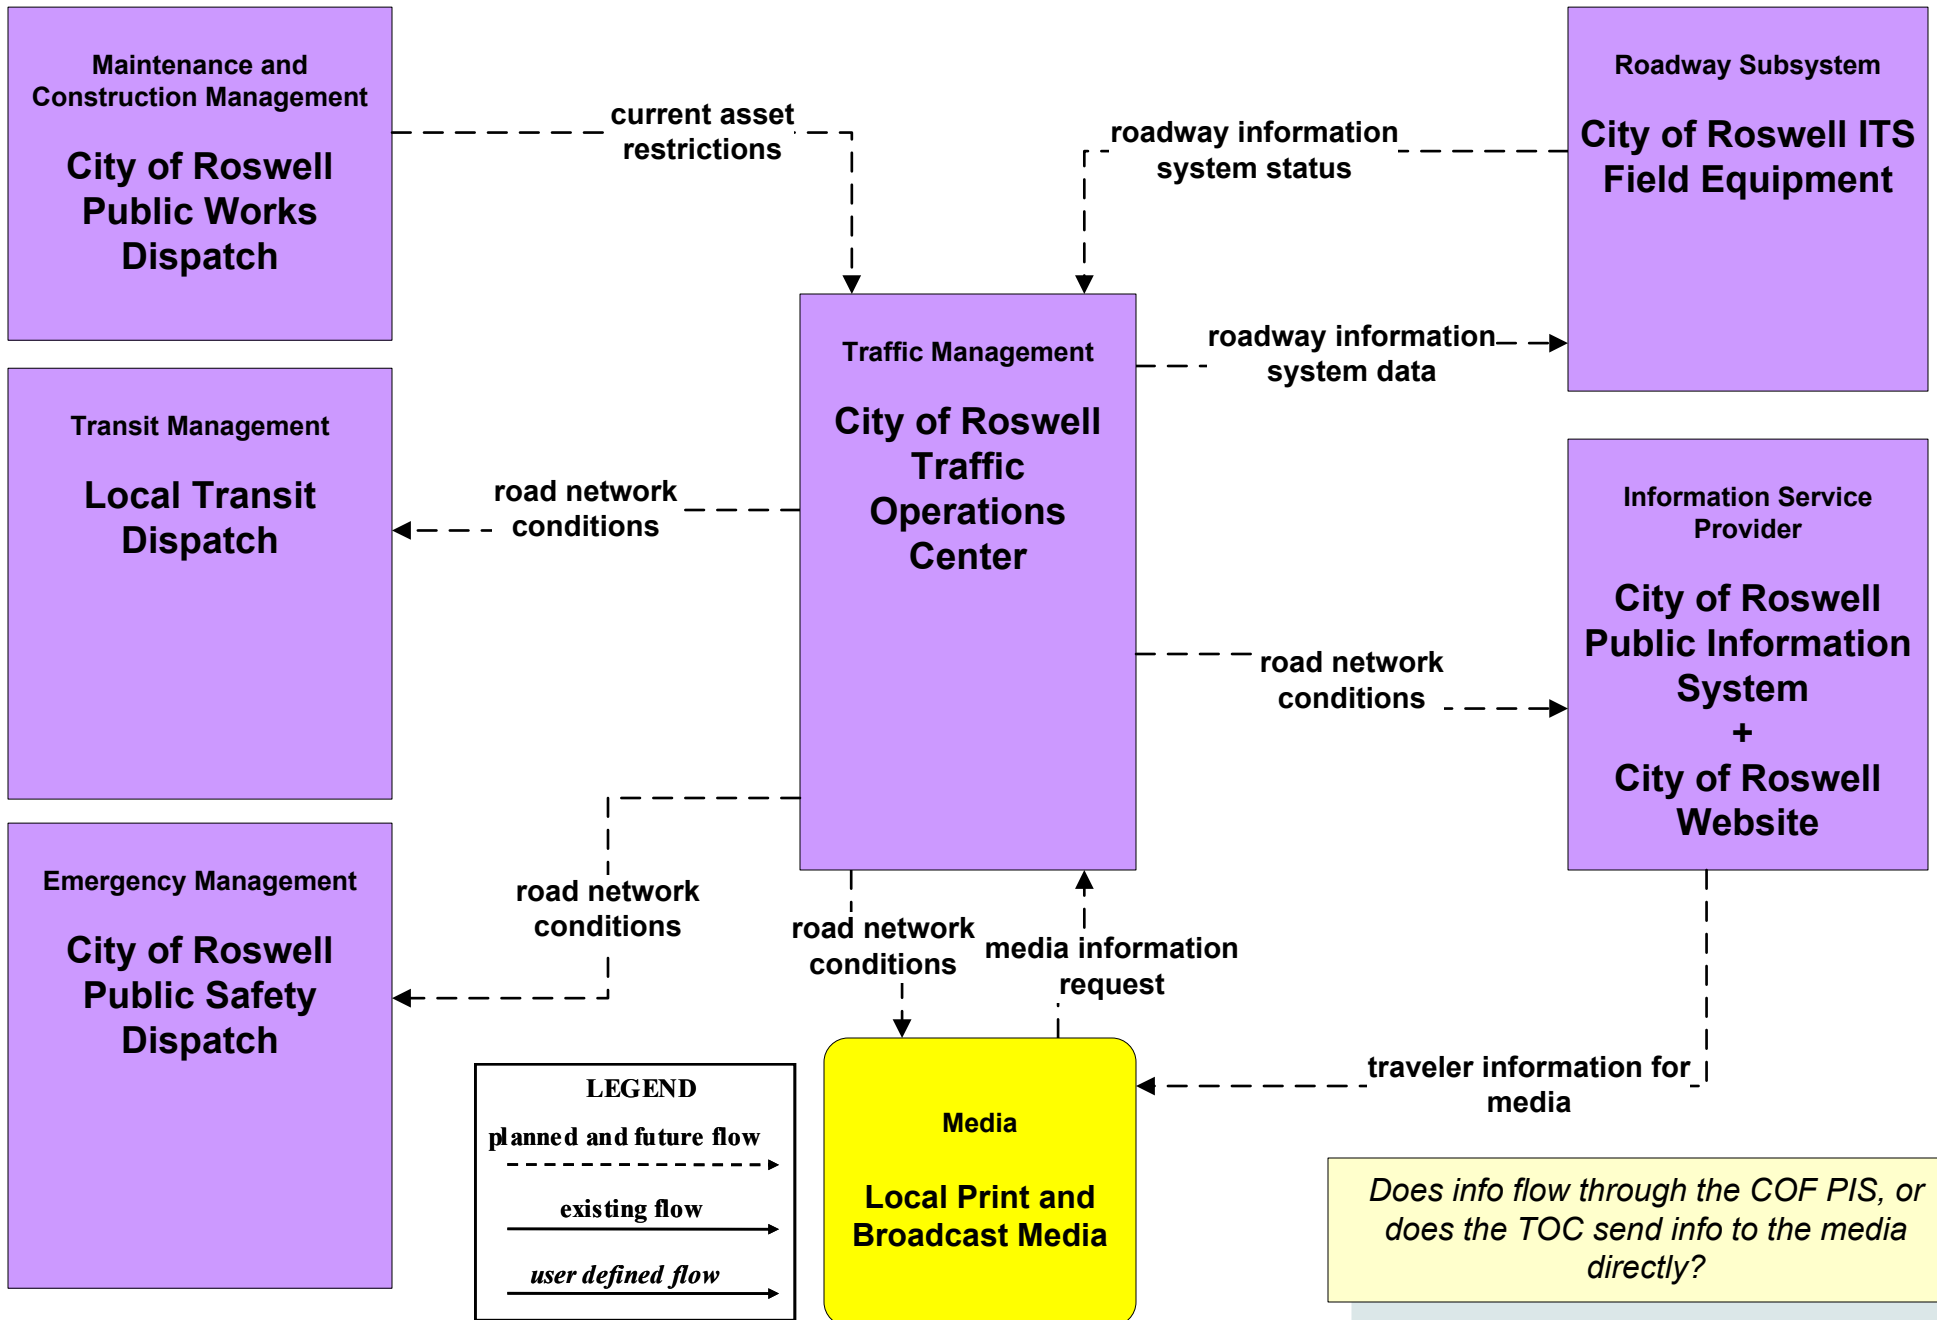 Maintenance and
Construction Management
City of Roswell
Public Works
Dispatch
current asset
restrictions
roadway information
system status
Roadway Subsystem
City of Roswell ITS
Field Equipment
Traffic Management
City of Roswell
Traffic
Operations
Center
roadway information
system data
Transit Management
Local Transit
Dispatch
road network
conditions
Information Service
Provider
City of Roswell
Public Information
System
+
City of Roswell
Website
road network
conditions
Emergency Management
City of Roswell
Public Safety
Dispatch
road network
conditions
road network
conditions
media information
request
traveler information for
media
LEGEND
planned and future flow
existing flow
user defined flow
Media
Local Print and
Broadcast Media
Does info flow through the COF PIS, or
does the TOC send info to the media
directly?